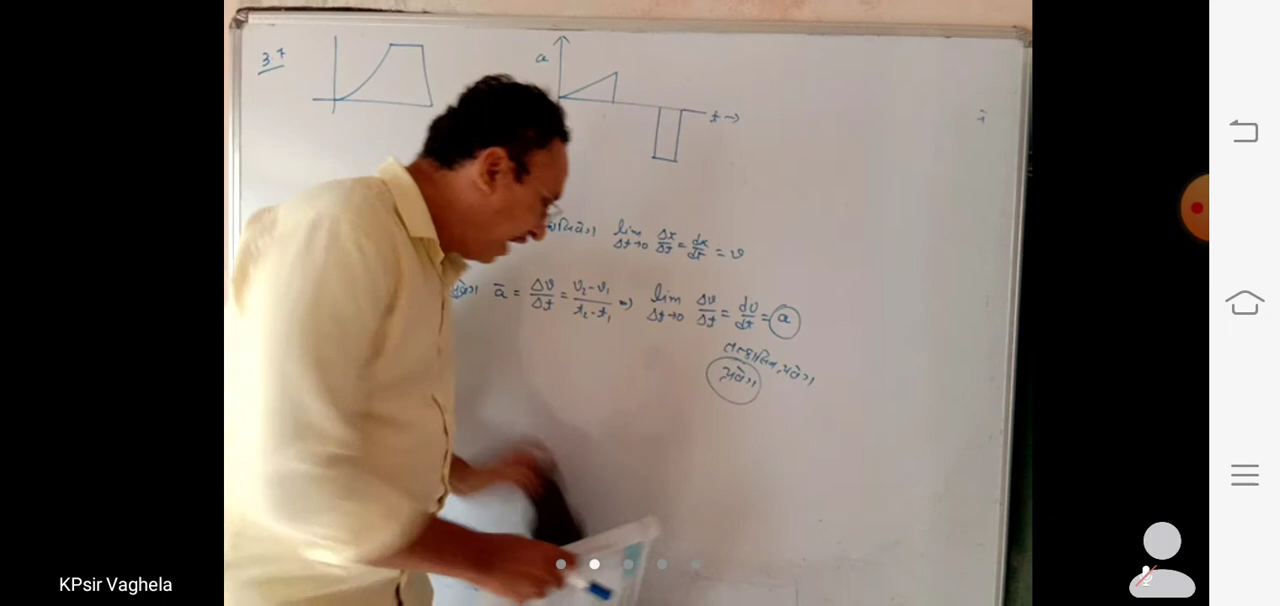 3.7
a
t →
lim Δt→0 Δx/Δt = dx/dt = v
ā = Δv/Δt = v₂-v₁/t₂-t₁ ⇒ lim Δt→0 Δv/Δt = dv/dt = a
પ્રવેગ
KPsir Vaghela